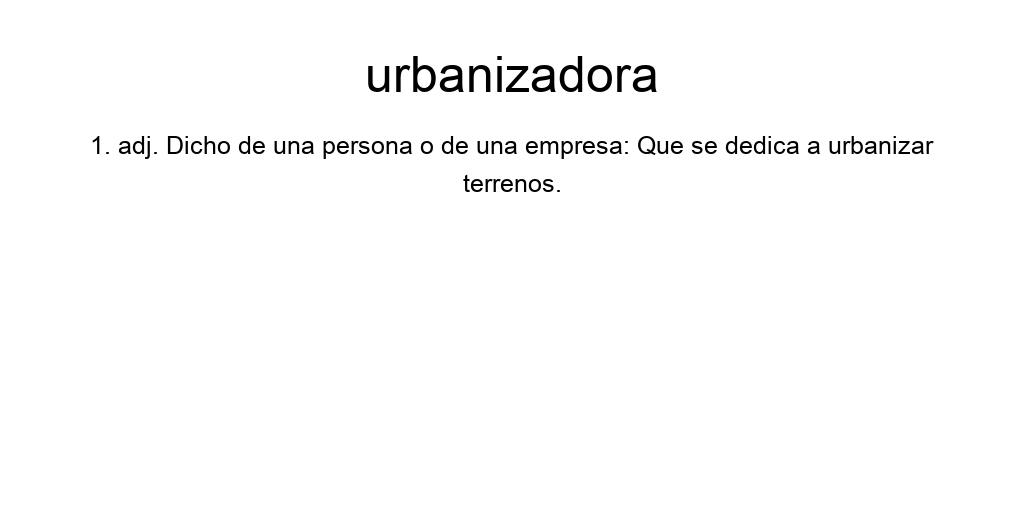 urbanizadora
1. adj. Dicho de una persona o de una empresa: Que se dedica a urbanizar
terrenos.